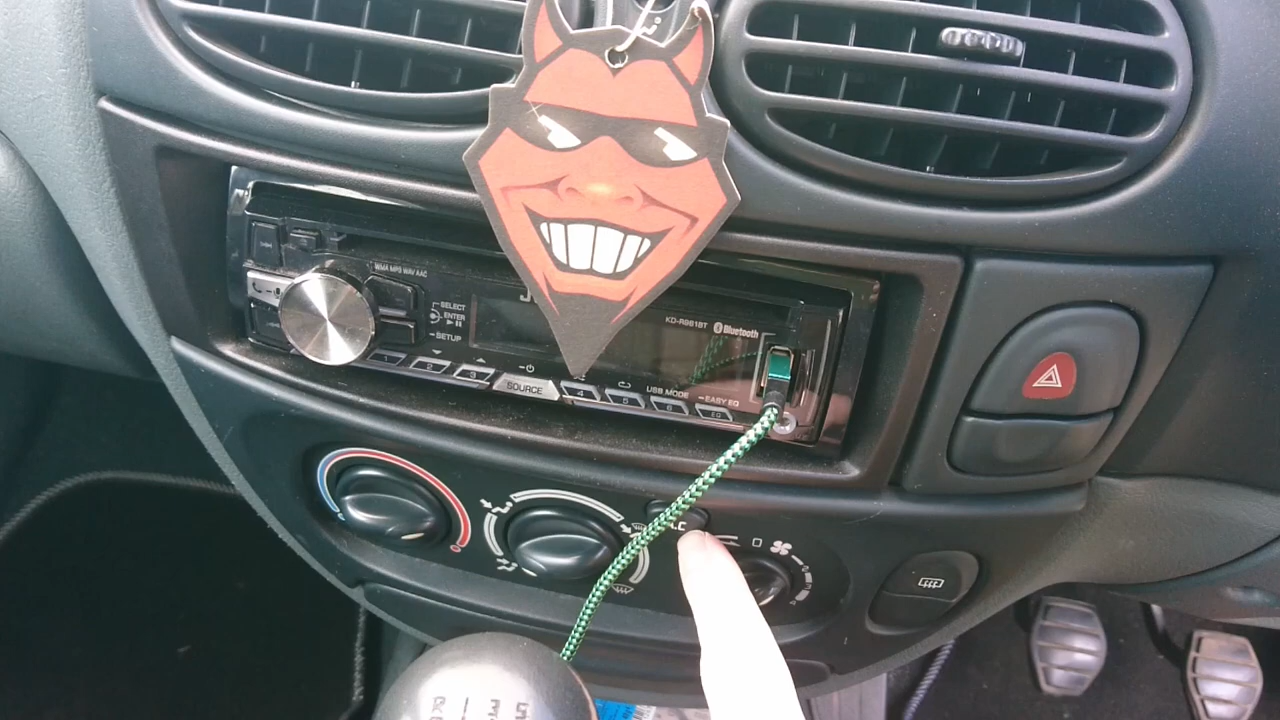 WMA MP3 WAV AAC
SELECT
ENTER
SETUP
KD-R861BT Bluetooth
1
2
3
SOURCE
4
5
USB MODE
6
EASY EQ
EQ